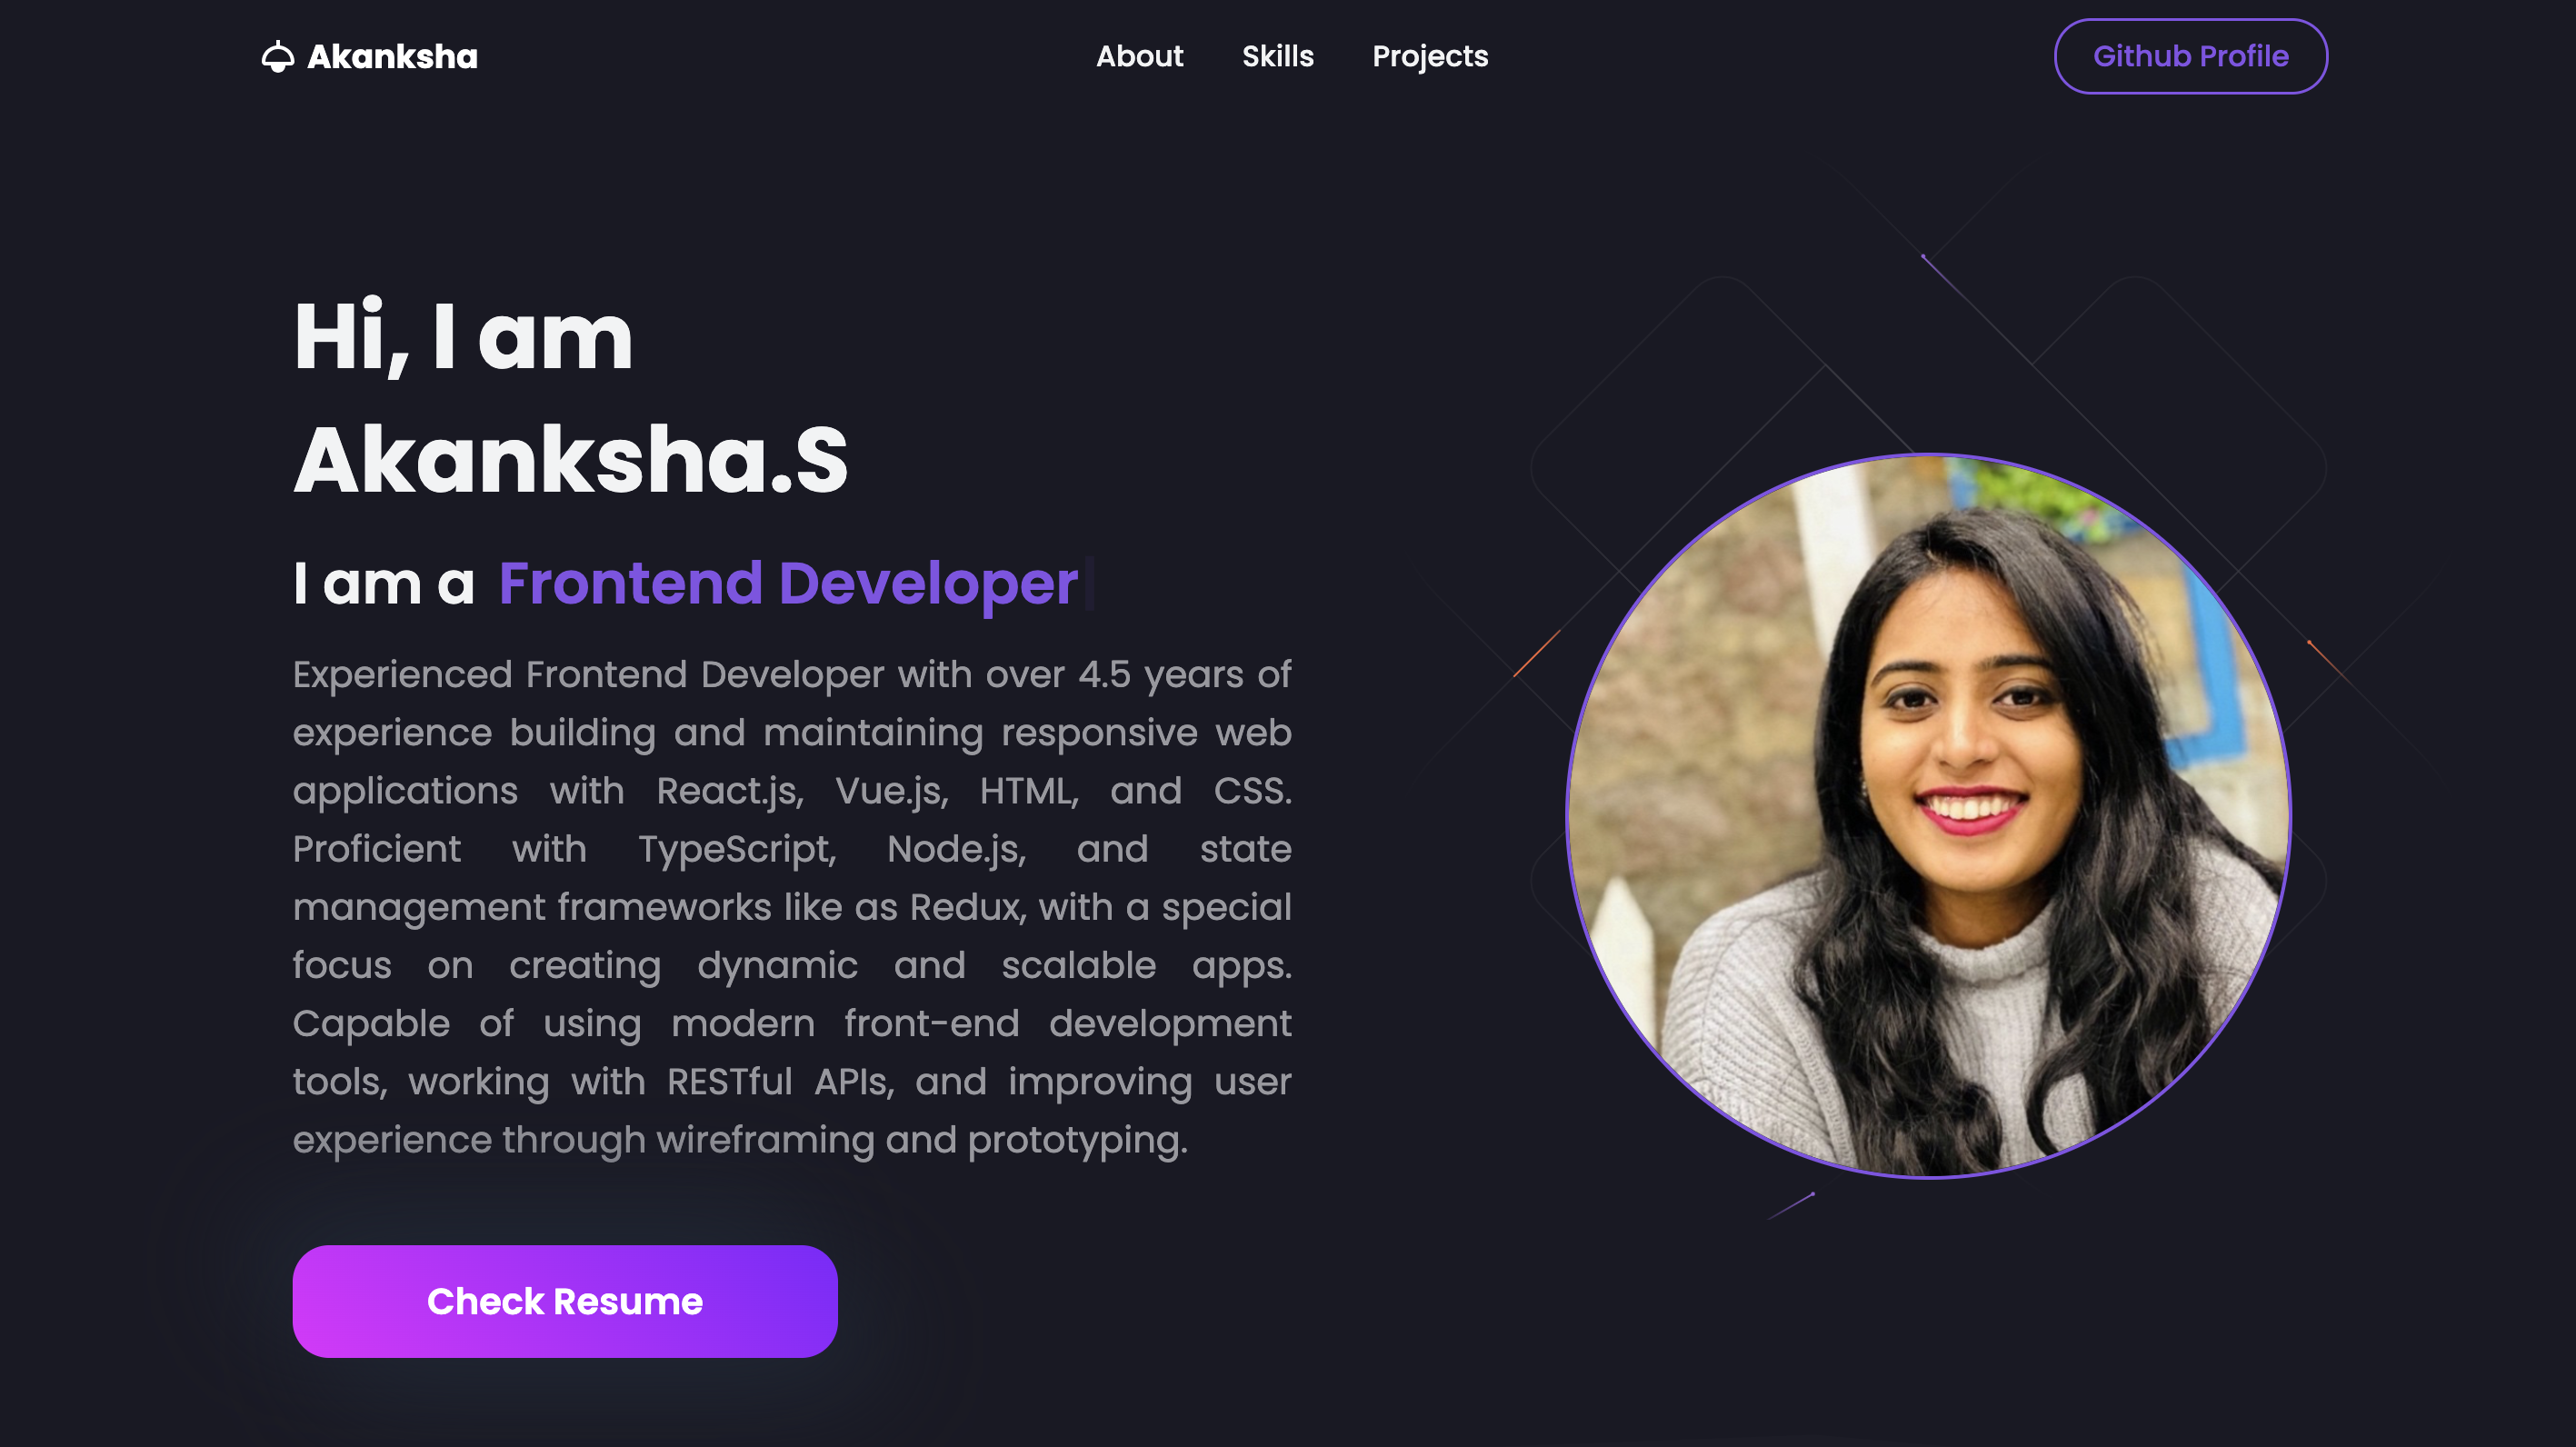 Akanksha
About Skills Projects
Github Profile
Hi, I am
Akanksha.S
I am a Frontend Developer
Experienced Frontend Developer with over 4.5 years of
experience building and maintaining responsive web
applications with React.js, Vue.js, HTML, and CSS.
Proficient with TypeScript, Node.js, and state
management frameworks like as Redux, with a special
focus on creating dynamic and scalable apps.
Capable of using modern front-end development
tools, working with RESTful APIs, and improving user
experience through wireframing and prototyping.
Check Resume